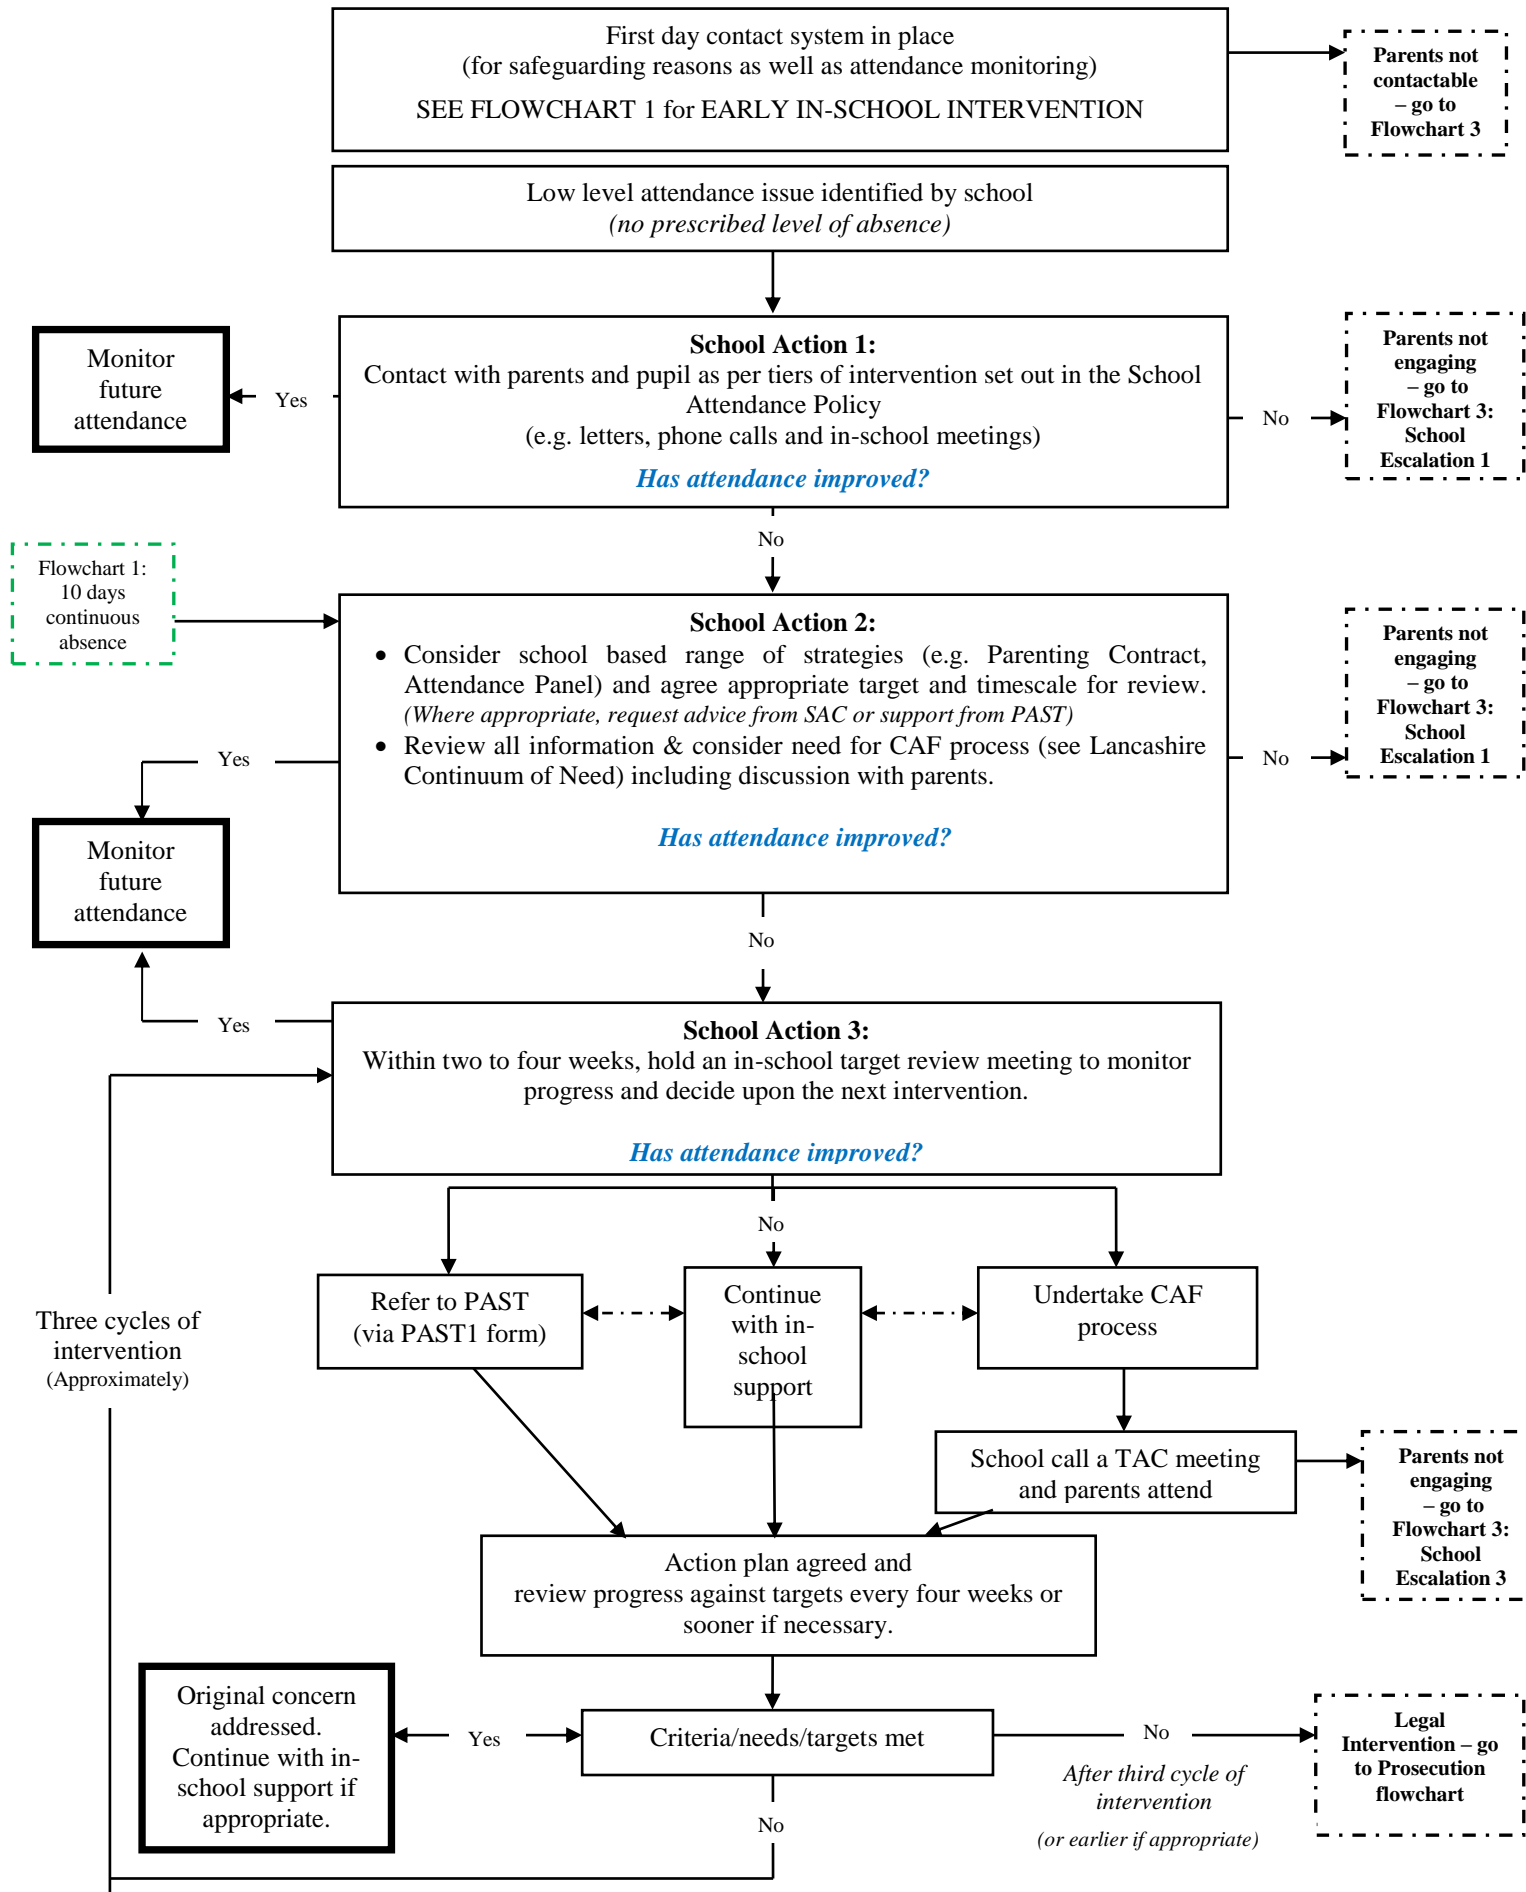 First day contact system in place
(for safeguarding reasons as well as attendance monitoring)
SEE FLOWCHART 1 for EARLY IN-SCHOOL INTERVENTION
Parents not
contactable
– go to
Flowchart 3
Low level attendance issue identified by school
(no prescribed level of absence)
Monitor
future
attendance
Yes
School Action 1:
Contact with parents and pupil as per tiers of intervention set out in the School
Attendance Policy
(e.g. letters, phone calls and in-school meetings)
Has attendance improved?
No
Parents not
engaging
– go to
Flowchart 3:
School
Escalation 1
No
Flowchart 1:
10 days
continuous
absence
School Action 2:
• Consider school based range of strategies (e.g. Parenting Contract,
Attendance Panel) and agree appropriate target and timescale for review.
(Where appropriate, request advice from SAC or support from PAST)
• Review all information & consider need for CAF process (see Lancashire
Continuum of Need) including discussion with parents.
Has attendance improved?
No
Parents not
engaging
– go to
Flowchart 3:
School
Escalation 1
Yes
Monitor
future
attendance
No
Yes
School Action 3:
Within two to four weeks, hold an in-school target review meeting to monitor
progress and decide upon the next intervention.
Has attendance improved?
No
Three cycles of
intervention
(Approximately)
Refer to PAST
(via PAST1 form)
Continue
with in-
school
support
Undertake CAF
process
School call a TAC meeting
and parents attend
Parents not
engaging
– go to
Flowchart 3:
School
Escalation 3
Action plan agreed and
review progress against targets every four weeks or
sooner if necessary.
Original concern
addressed.
Continue with in-
school support if
appropriate.
Yes
Criteria/needs/targets met
No
After third cycle of
intervention
(or earlier if appropriate)
Legal
Intervention – go
to Prosecution
flowchart
No